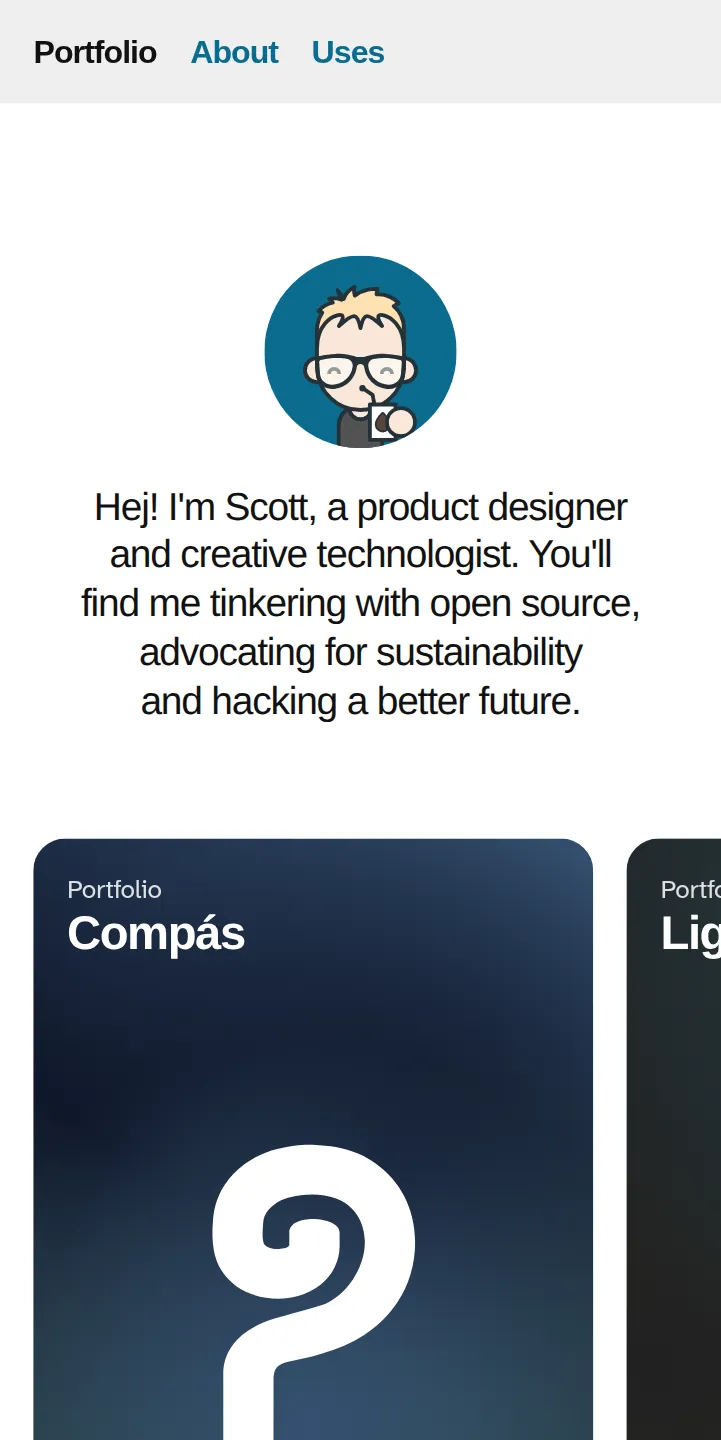 Portfolio About Uses
Hej! I'm Scott, a product designer
and creative technologist. You'll
find me tinkering with open source,
advocating for sustainability
and hacking a better future.
Portfolio
Compás